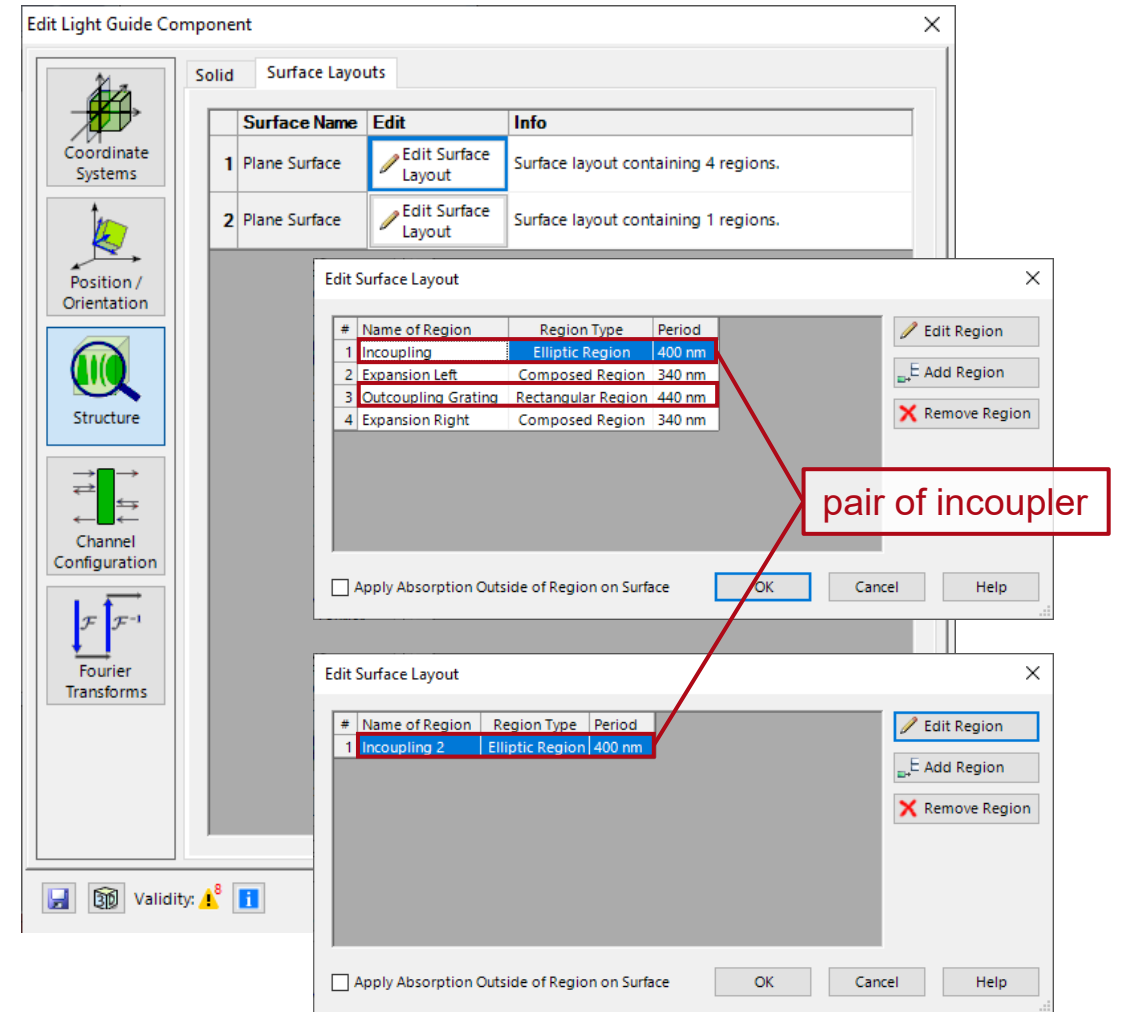 Edit Light Guide Component
Coordinate
Systems
Position /
Orientation
Structure
Channel
Configuration
F F-1
Fourier
Transforms
Solid Surface Layouts
Surface Name Edit Info
1 Plane Surface Edit Surface Layout Surface layout containing 4 regions.
2 Plane Surface Edit Surface Layout Surface layout containing 1 regions.
Edit Surface Layout
# Name of Region Region Type Period
1 Incoupling Elliptic Region 400 nm
2 Expansion Left Composed Region 340 nm
3 Outcoupling Grating Rectangular Region 440 nm
4 Expansion Right Composed Region 340 nm
Edit Region
Add Region
Remove Region
pair of incoupler
Apply Absorption Outside of Region on Surface OK Cancel Help
Edit Surface Layout
# Name of Region Region Type Period
1 Incoupling 2 Elliptic Region 400 nm
Edit Region
Add Region
Remove Region
Apply Absorption Outside of Region on Surface OK Cancel Help
3D Validity: 8